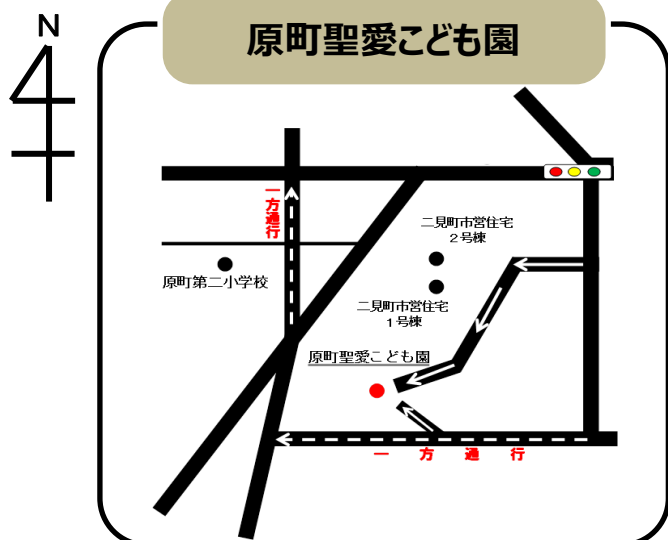 N
原町聖愛こども園
一方通行
二見町市営住宅
2号棟
原町第二小学校
二見町市営住宅
1号棟
原町聖愛こども園
一方通行